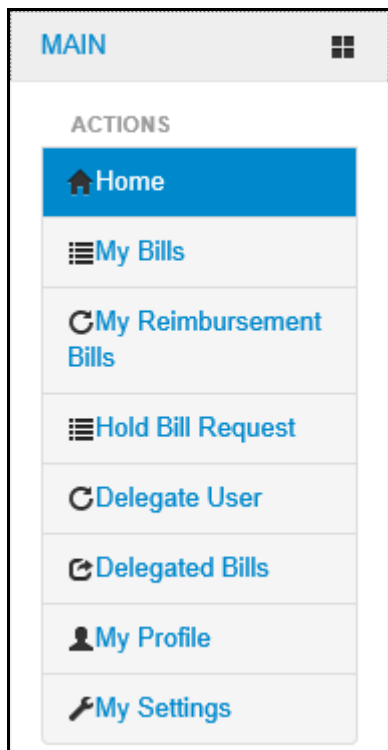 MAIN
ACTIONS
Home
My Bills
My Reimbursement
Bills
Hold Bill Request
Delegate User
Delegated Bills
My Profile
My Settings